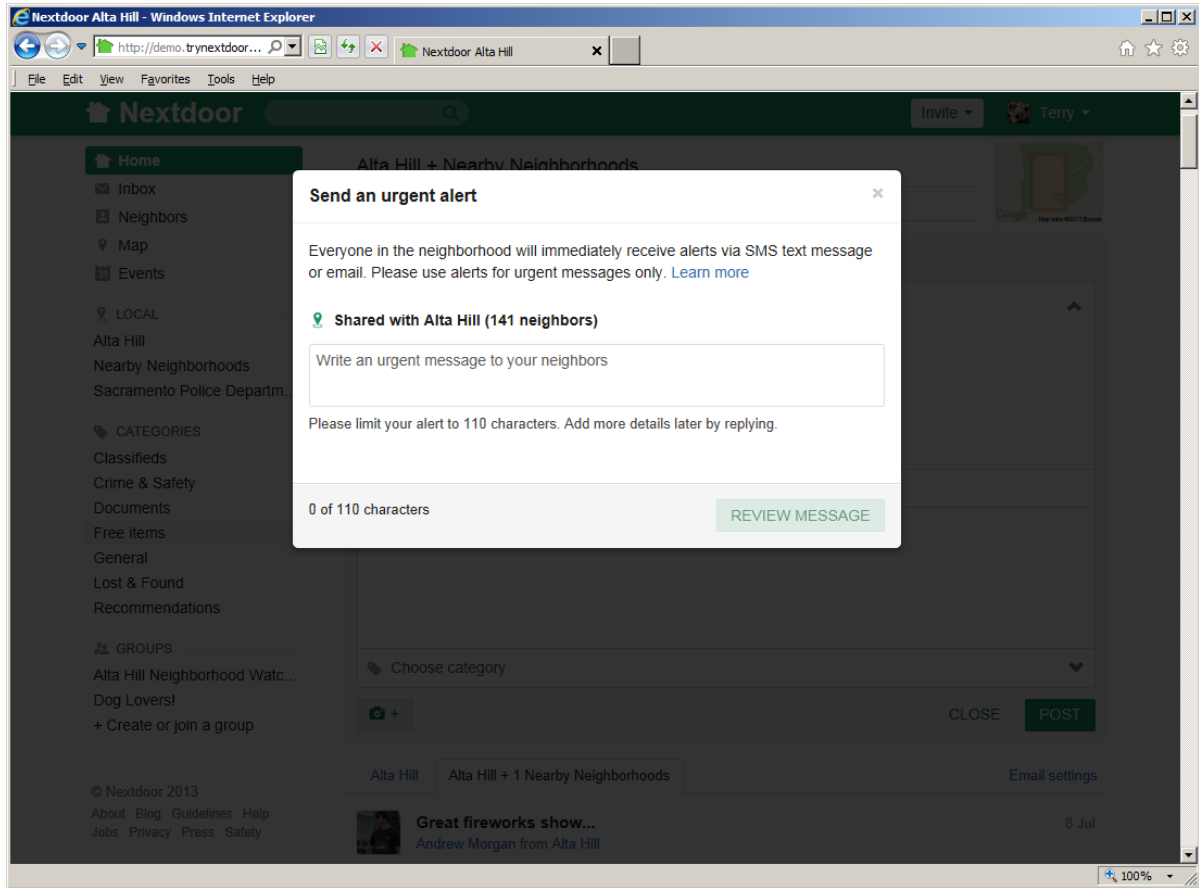 Nextdoor Alta Hill - Windows Internet Explorer
http://demo.trynextdoor...
Nextdoor Alta Hill
File Edit View Favorites Tools Help
Nextdoor
Invite
Terry
Home
Inbox
Neighbors
Map
Events
LOCAL
Alta Hill
Nearby Neighborhoods
Sacramento Police Departm...
CATEGORIES
Classifieds
Crime & Safety
Documents
Free items
General
Lost & Found
Recommendations
GROUPS
Alta Hill Neighborhood Watc...
Dog Lovers!
+ Create or join a group
© Nextdoor 2013
About Blog Guidelines Help
Jobs Privacy Press Safety
Alta Hill + Nearby Neighborhoods
Google
Map data ©2013 Google
Send an urgent alert
×
Everyone in the neighborhood will immediately receive alerts via SMS text message
or email. Please use alerts for urgent messages only. Learn more
Shared with Alta Hill (141 neighbors)
Write an urgent message to your neighbors
Please limit your alert to 110 characters. Add more details later by replying.
0 of 110 characters
REVIEW MESSAGE
Choose category
+
CLOSE
POST
Alta Hill
Alta Hill + 1 Nearby Neighborhoods
Email settings
Great fireworks show...
8 Jul
Andrew Morgan from Alta Hill
100%